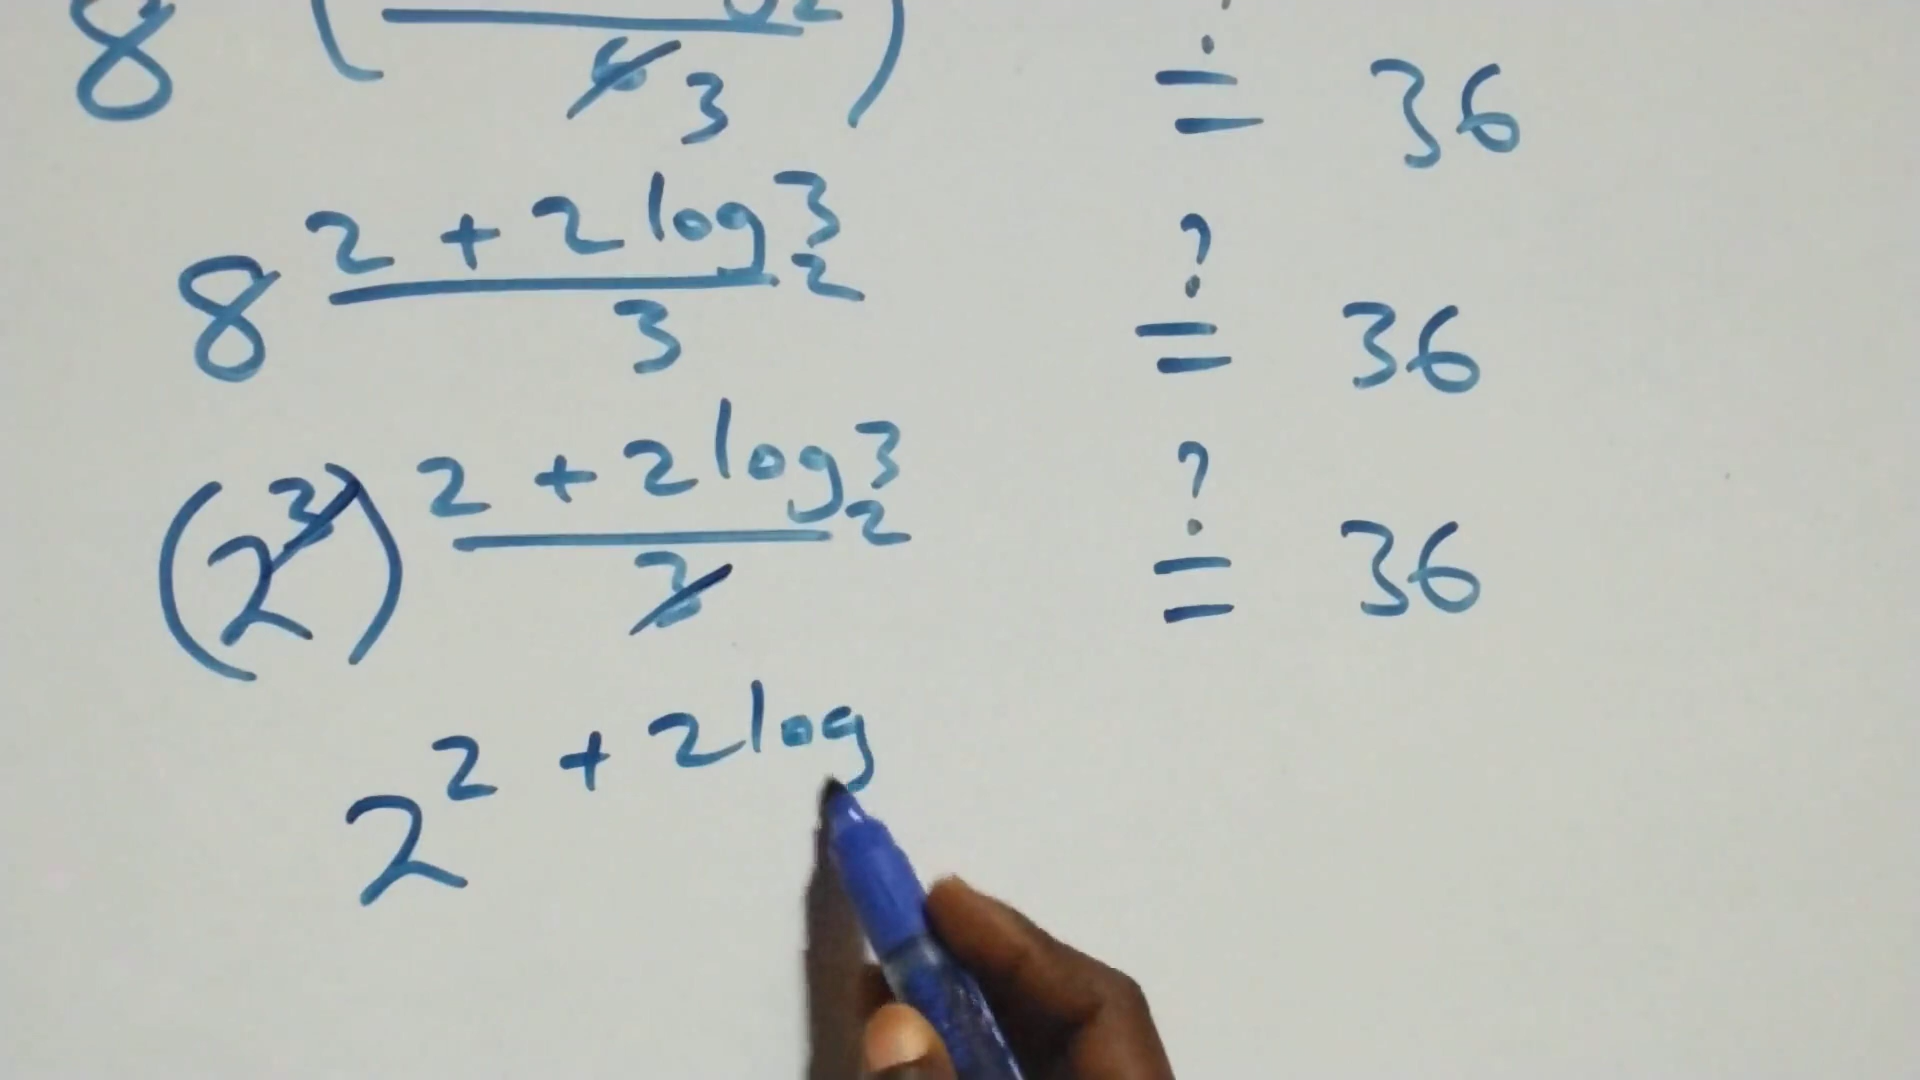 8 ( 6 3 ) ? = 36
8 2 + 2 log 3 2 / 3 ? = 36
(2 3) 2 + 2 log 3 2 / 3 ? = 36
2 2 + 2 log